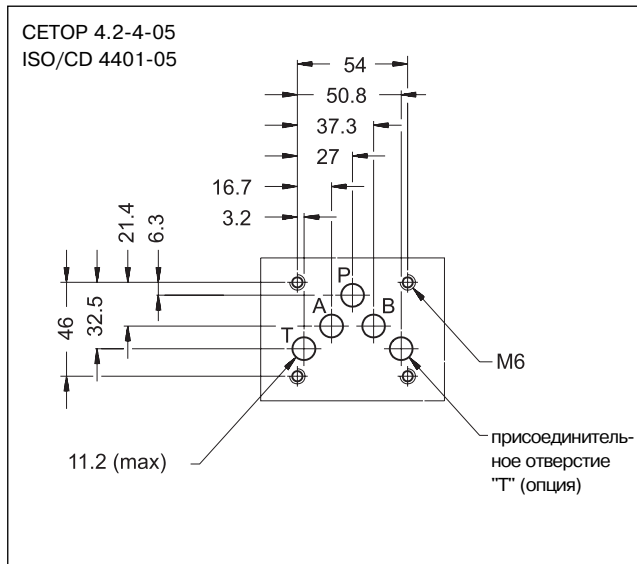 CETOP 4.2-4-05
ISO/CD 4401-05
54
50.8
37.3
27
16.7
3.2
21.4
6.3
46
32.5
P
A
B
T
M6
11.2 (max)
присоединитель-
ное отверстие
"T" (опция)